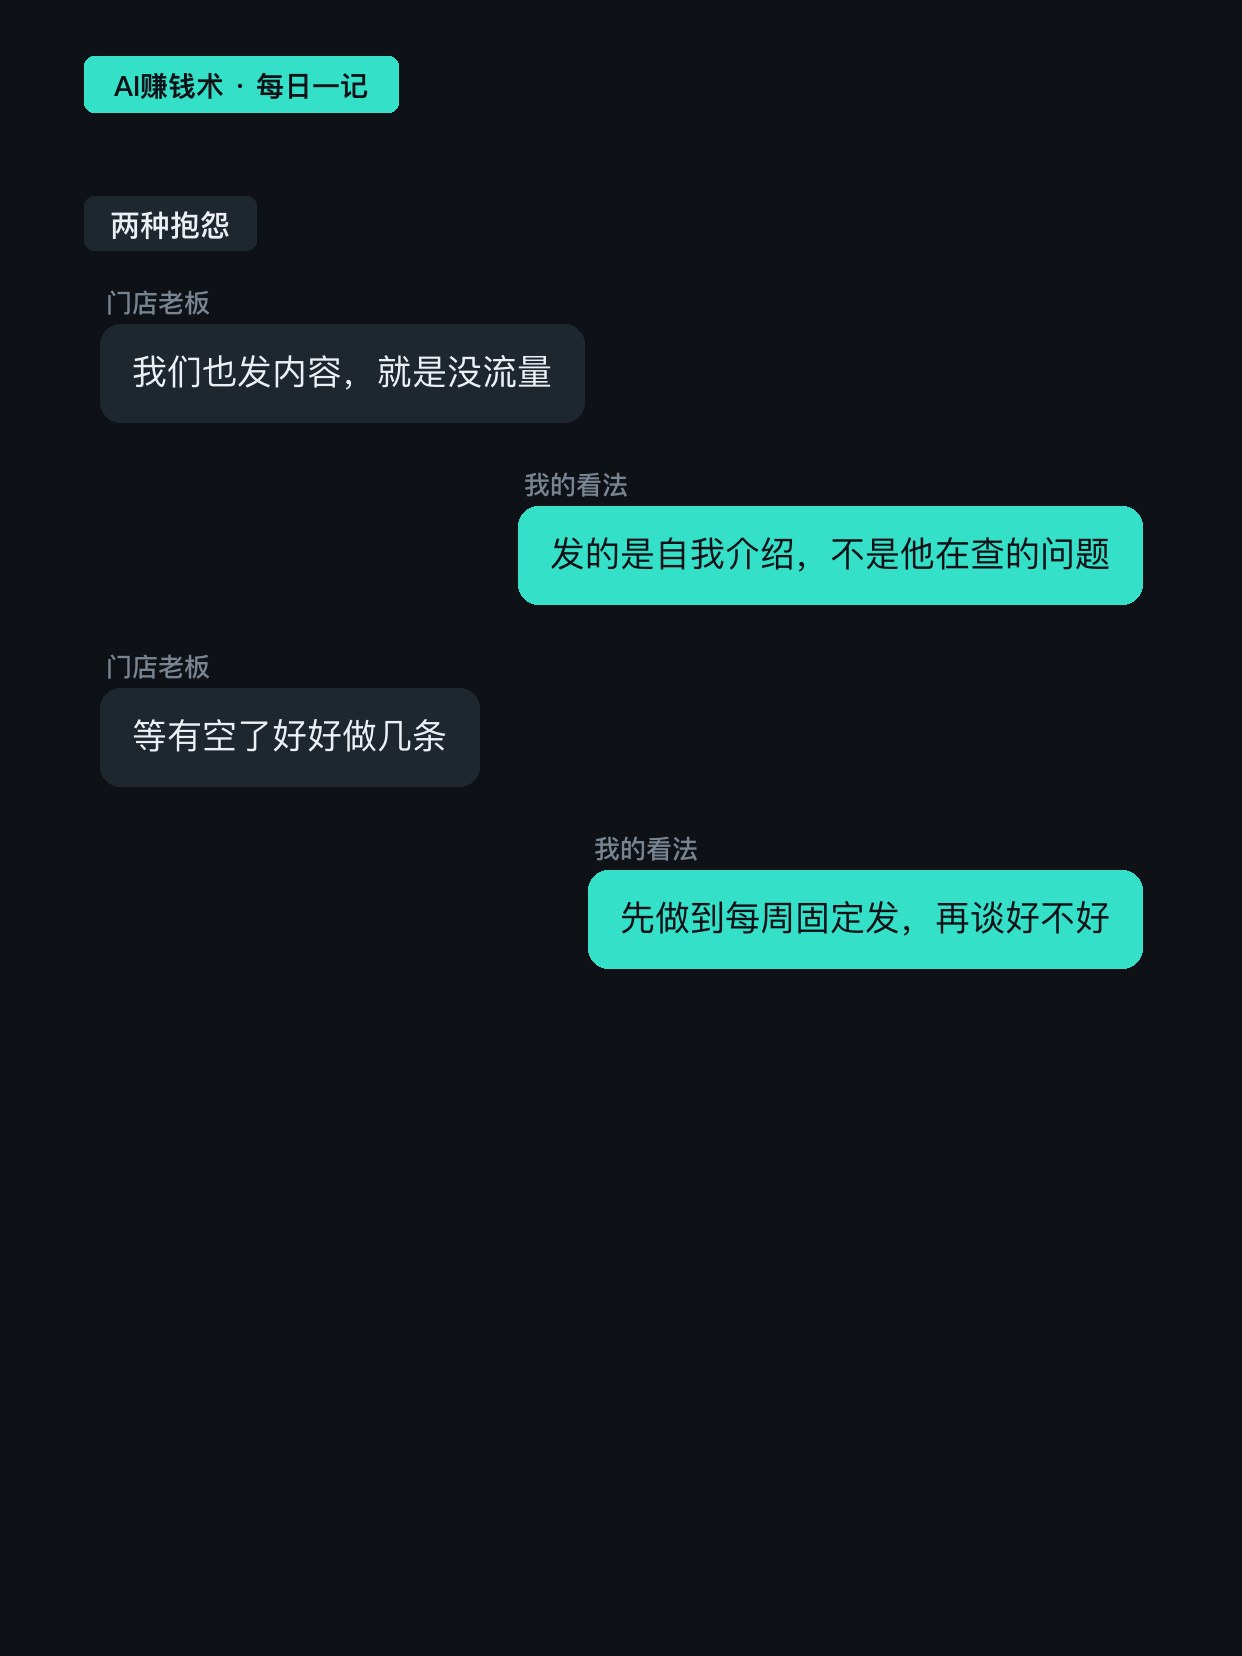 AI赚钱术 · 每日一记
两种抱怨
门店老板
我们也发内容，就是没流量
我的看法
发的是自我介绍，不是他在查的问题
门店老板
等有空了好好做几条
我的看法
先做到每周固定发，再谈好不好